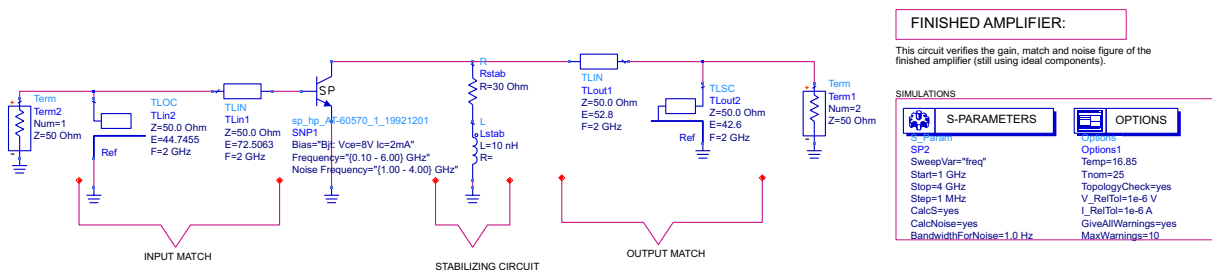 FINISHED AMPLIFIER:
This circuit verifies the gain, match and noise figure of the
finished amplifier (still using ideal components).
SIMULATIONS
S-PARAMETERS
S_Param
SP2
SweepVar="freq"
Start=1 GHz
Stop=4 GHz
Step=1 MHz
CalcS=yes
CalcNoise=yes
BandwidthForNoise=1.0 Hz
OPTIONS
Options
Options1
Temp=16.85
Tnom=25
TopologyCheck=yes
V_RelTol=1e-6 V
I_RelTol=1e-6 A
GiveAllWarnings=yes
MaxWarnings=10
Term
Term2
Num=1
Z=50 Ohm
Ref
TLOC
TLin2
Z=50.0 Ohm
E=44.7455
F=2 GHz
TLIN
TLin1
Z=50.0 Ohm
E=72.5063
F=2 GHz
SP
sp_hp_AT-60570_1_19921201
SNP1
Bias="Bjt: Vce=8V Ic=2mA"
Frequency="{0.10 - 6.00} GHz"
Noise Frequency="{1.00 - 4.00} GHz"
R
Rstab
R=30 Ohm
L
Lstab
L=10 nH
R=
TLIN
TLout1
Z=50.0 Ohm
E=52.8
F=2 GHz
Ref
TLSC
TLout2
Z=50.0 Ohm
E=42.6
F=2 GHz
Term
Term1
Num=2
Z=50 Ohm
INPUT MATCH
STABILIZING CIRCUIT
OUTPUT MATCH